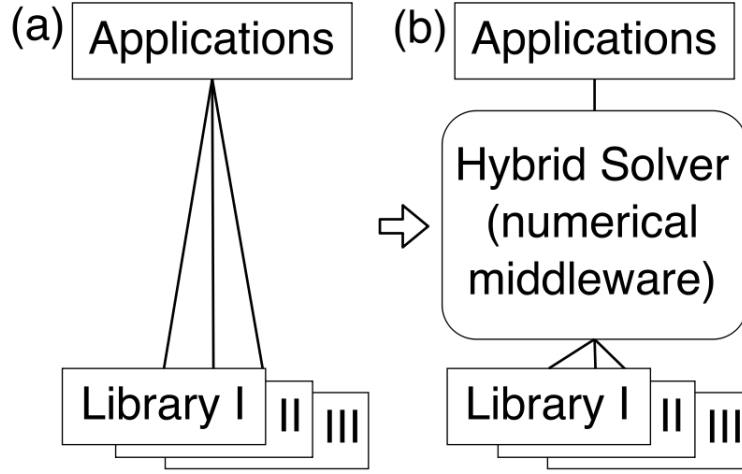 (a) Applications
Library I
II
III
(b) Applications
Hybrid Solver
(numerical
middleware)
Library I
II
III